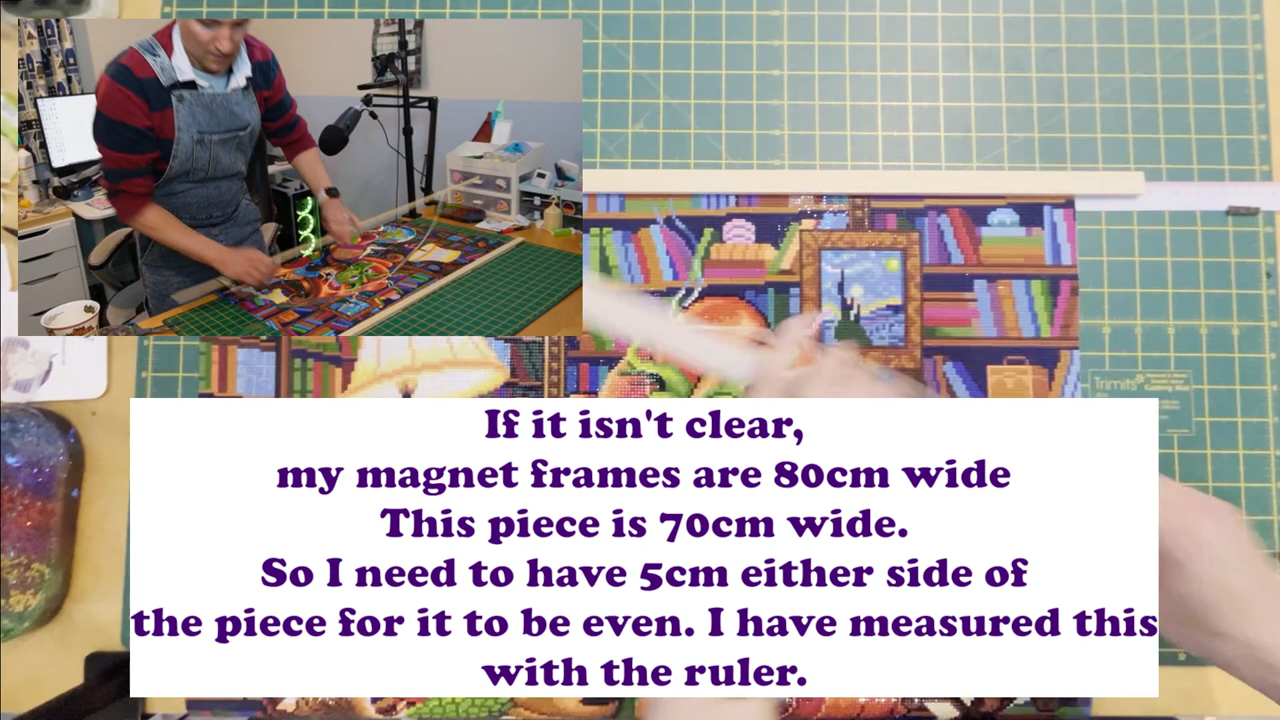 If it isn't clear,
my magnet frames are 80cm wide
This piece is 70cm wide.
So I need to have 5cm either side of
the piece for it to be even. I have measured this
with the ruler.
Trimits